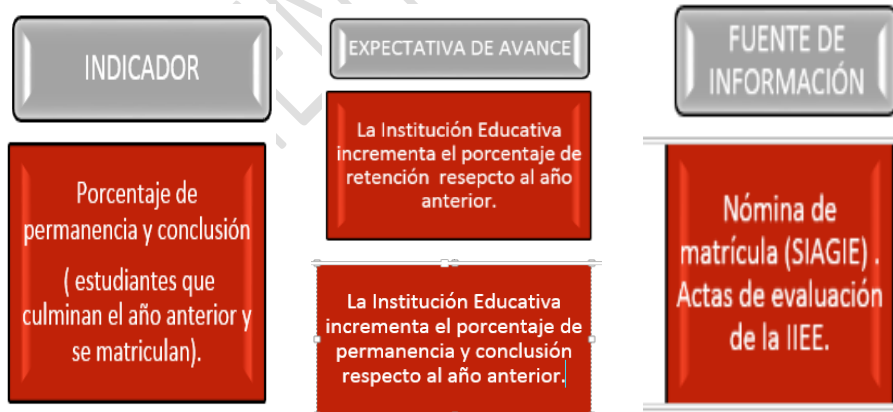 INDICADOR
Porcentaje de
permanencia y conclusión
( estudiantes que
culminan el año anterior y
se matriculan).
EXPECTATIVA DE AVANCE
La Institución Educativa
incrementa el porcentaje de
retención resepcto al año
anterior.
La Institución Educativa
incrementa el porcentaje de
permanencia y conclusión
respecto al año anterior.
FUENTE DE
INFORMACIÓN
Nómina de
matrícula (SIAGIE) .
Actas de evaluación
de la IIEE.